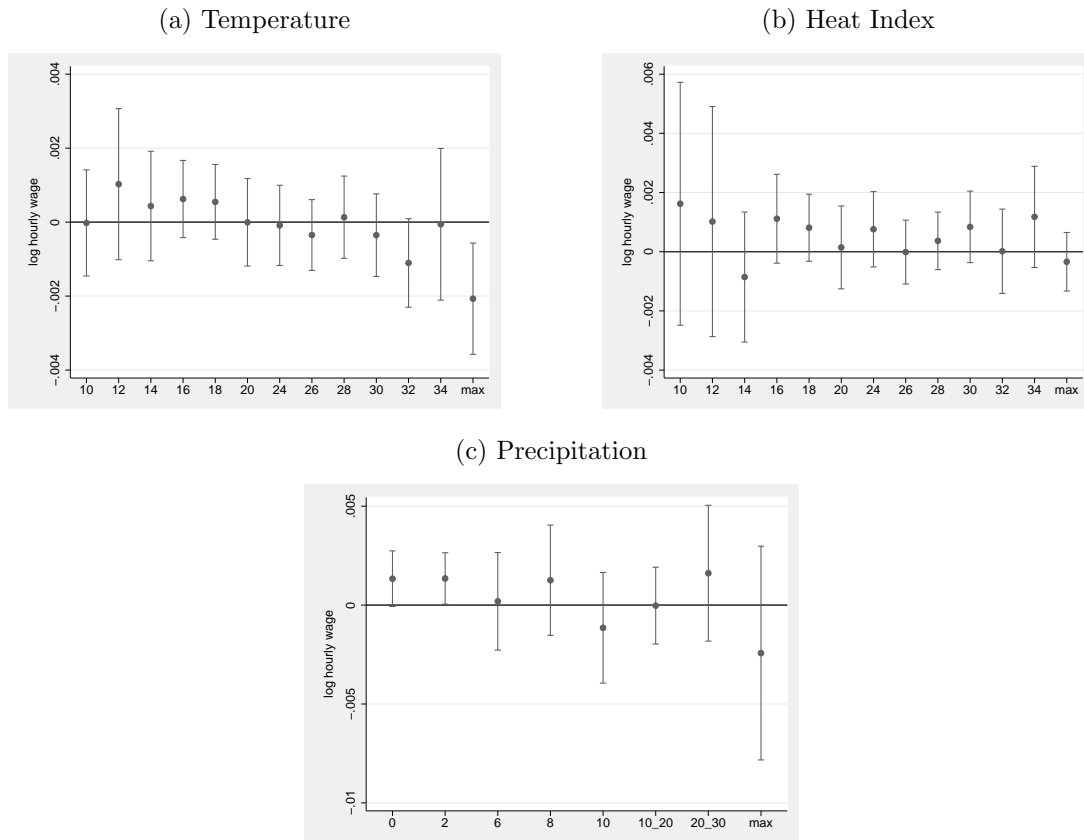 (a) Temperature
(b) Heat Index
.004
.002
0
-.002
-.004
log hourly wage
10 12 14 16 18 20 24 26 28 30 32 34 max
.006
.004
.002
0
-.002
-.004
log hourly wage
10 12 14 16 18 20 24 26 28 30 32 34 max
(c) Precipitation
.005
0
-.005
-.01
log hourly wage
0 2 6 8 10 10_20 20_30 max